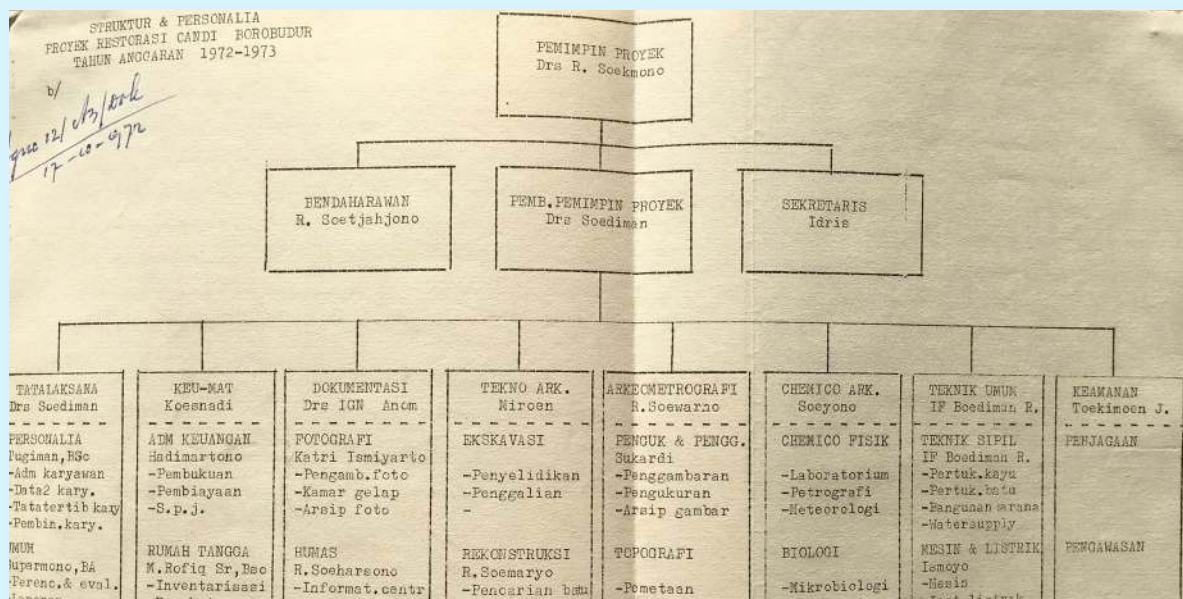 STRUKTUR & PERSONALIA
PROYEK RESTORASI CANDI BOROBUDUR
TAHUN ANGGARAN 1972-1973
b/
17-10-1972
PEMIMPIN PROYEK
Drs R. Soekmono
BENDAHARAWAN
R. Soetjahjono
PEMB.PEMIMPIN PROYEK
Drs Soediman
SEKRETARIS
Idris
TATALAKSANA
Drs Soediman
PERSONALIA
Tugiman,BSc
-Adm karyawan
-Data2 kary.
-Tatatertib kary
-Pembin.kary.
UMUM
Suparmono,BA
-Perenc.& eval.
KEU-MAT
Koesnadi
ADM KEUANGAN
Hadimartono
-Pembukuan
-Pembiayaan
-S.p.j.
RUMAH TANGGA
M.Rofiq Sr,Bsc
-Inventarisasi
DOKUMENTASI
Drs IGN Anom
FOTOGRAFI
Katri Ismiyarto
-Pengamb.foto
-Kamar gelap
-Arsip foto
HUMAS
R.Soeharsono
-Informat.centr
TEKNO ARK.
Miroen
EKSKAVASI
-Penyelidikan
-Penggalian
-
REKONSTRUKSI
R.Soemaryo
-Pencarian batu
ARKEOMETROGRAFI
R.Soewarno
PENGUK & PENGG.
Sukardi
-Penggambaran
-Pengukuran
-Arsip gambar
TOPOGRAFI
-Pemetaan
CHEMICO ARK.
Soeyono
CHEMICO FISIK
-Laboratorium
-Petrografi
-Meteorologi
BIOLOGI
-Mikrobiologi
TEKNIK UMUM
IF Boediman R.
TEKNIK SIPIL
IF Boediman R.
-Pertuk.kayu
-Pertuk.batu
-Bangunan sarana
-Watersupply
MESIN & LISTRIK
Ismoyo
-Mesin
KEAMANAN
Toekimoen J.
PENJAGAAN
PENGAWASAN